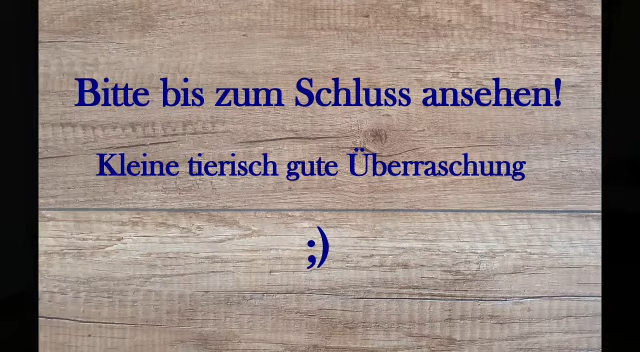 Bitte bis zum Schluss ansehen!
Kleine tierisch gute Überraschung
;)